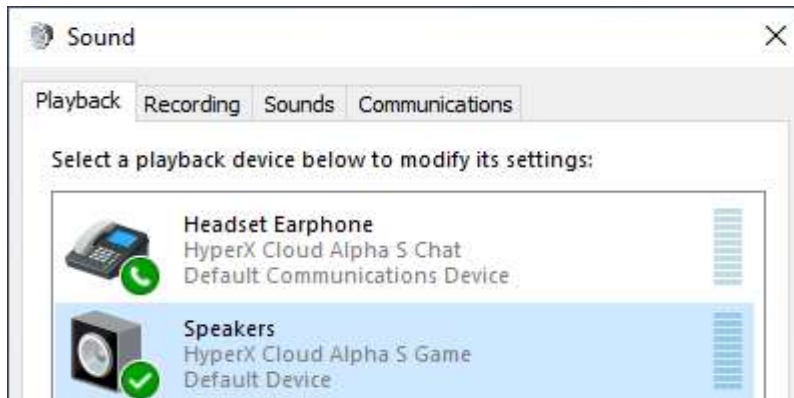 Sound
Playback Recording Sounds Communications
Select a playback device below to modify its settings:
Headset Earphone
HyperX Cloud Alpha S Chat
Default Communications Device
Speakers
HyperX Cloud Alpha S Game
Default Device